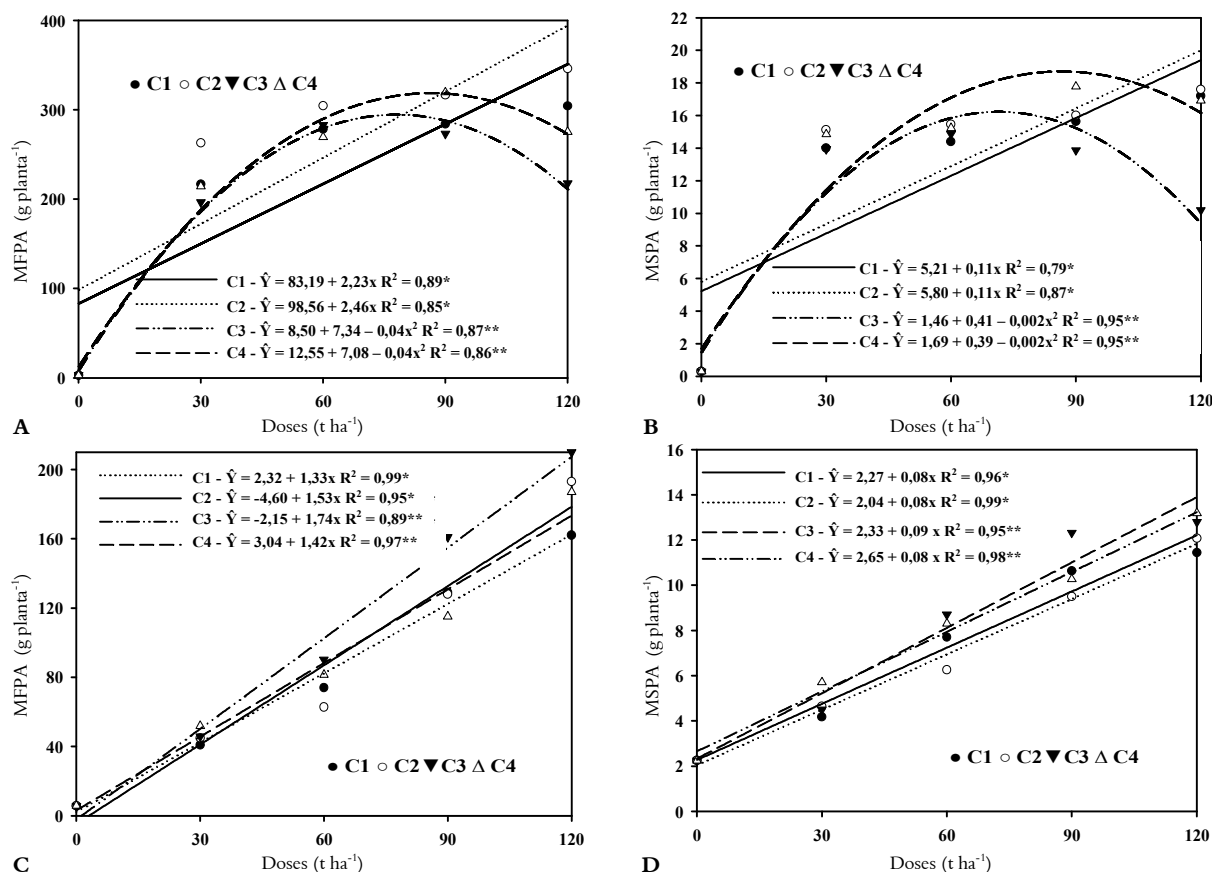 400
300
200
100
0
MFPA (g planta⁻¹)
● C1 ○ C2 ▼ C3 Δ C4
C1 - Ŷ = 83,19 + 2,23x R² = 0,89*
C2 - Ŷ = 98,56 + 2,46x R² = 0,85*
C3 - Ŷ = 8,50 + 7,34 – 0,04x² R² = 0,87**
C4 - Ŷ = 12,55 + 7,08 – 0,04x² R² = 0,86**
0 30 60 90 120
Doses (t ha⁻¹)
A
22
20
18
16
14
12
10
8
6
4
2
0
MSPA (g planta⁻¹)
● C1 ○ C2 ▼ C3 Δ C4
C1 - Ŷ = 5,21 + 0,11x R² = 0,79*
C2 - Ŷ = 5,80 + 0,11x R² = 0,87*
C3 - Ŷ = 1,46 + 0,41 – 0,002x² R² = 0,95**
C4 - Ŷ = 1,69 + 0,39 – 0,002x² R² = 0,95**
0 30 60 90 120
Doses (t ha⁻¹)
B
200
160
120
80
40
0
MFPA (g planta⁻¹)
C1 - Ŷ = 2,32 + 1,33x R² = 0,99*
C2 - Ŷ = -4,60 + 1,53x R² = 0,95*
C3 - Ŷ = -2,15 + 1,74x R² = 0,89**
C4 - Ŷ = 3,04 + 1,42x R² = 0,97**
● C1 ○ C2 ▼ C3 Δ C4
0 30 60 90 120
Doses (t ha⁻¹)
C
16
14
12
10
8
6
4
2
0
MSPA (g planta⁻¹)
C1 - Ŷ = 2,27 + 0,08x R² = 0,96*
C2 - Ŷ = 2,04 + 0,08x R² = 0,99*
C3 - Ŷ = 2,33 + 0,09 x R² = 0,95**
C4 - Ŷ = 2,65 + 0,08 x R² = 0,98**
● C1 ○ C2 ▼ C3 Δ C4
0 30 60 90 120
Doses (t ha⁻¹)
D